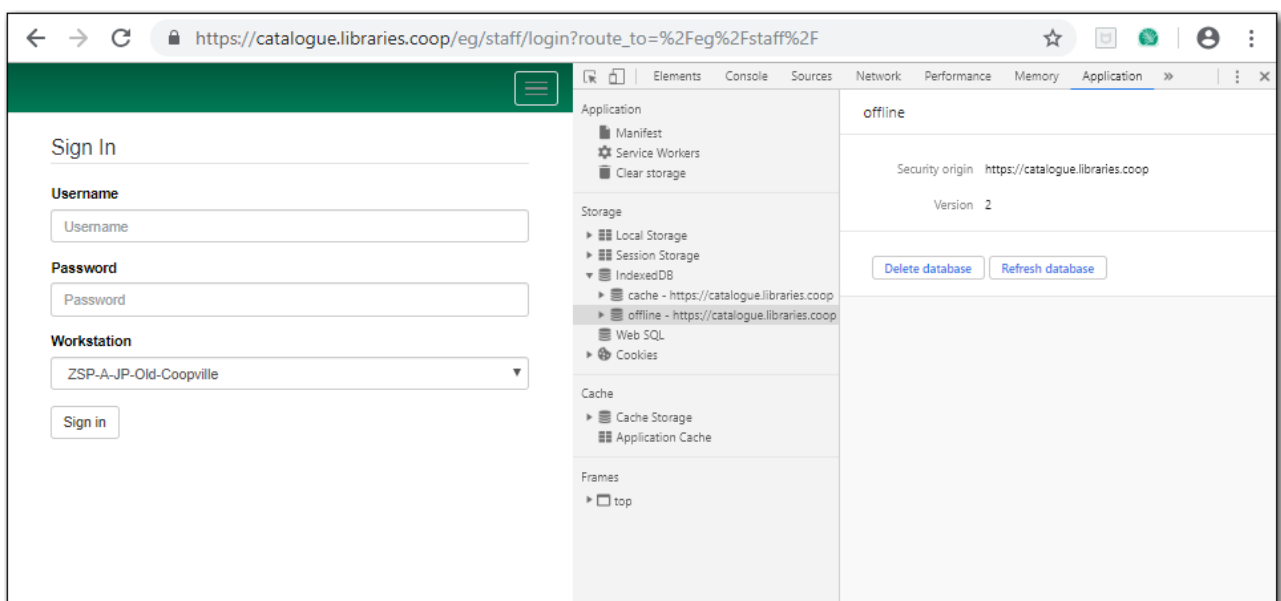 https://catalogue.libraries.coop/eg/staff/login?route_to=%2Feg%2Fstaff%2F
Sign In
Username
Username
Password
Password
Workstation
ZSP-A-JP-Old-Coopville
Sign in
Elements Console Sources Network Performance Memory Application »
Application
Manifest
Service Workers
Clear storage
Storage
Local Storage
Session Storage
IndexedDB
cache - https://catalogue.libraries.coop
offline - https://catalogue.libraries.coop
Web SQL
Cookies
Cache
Cache Storage
Application Cache
Frames
top
offline
Security origin https://catalogue.libraries.coop
Version 2
Delete database Refresh database